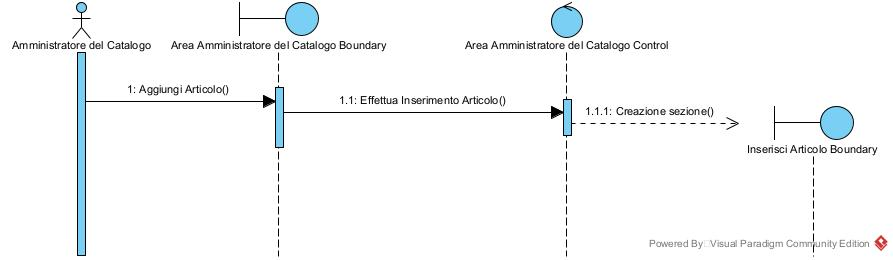 Amministratore del Catalogo
Area Amministratore del Catalogo Boundary
Area Amministratore del Catalogo Control
1: Aggiungi Articolo()
1.1: Effettua Inserimento Articolo()
1.1.1: Creazione sezione()
Inserisci Articolo Boundary
Powered By Visual Paradigm Community Edition